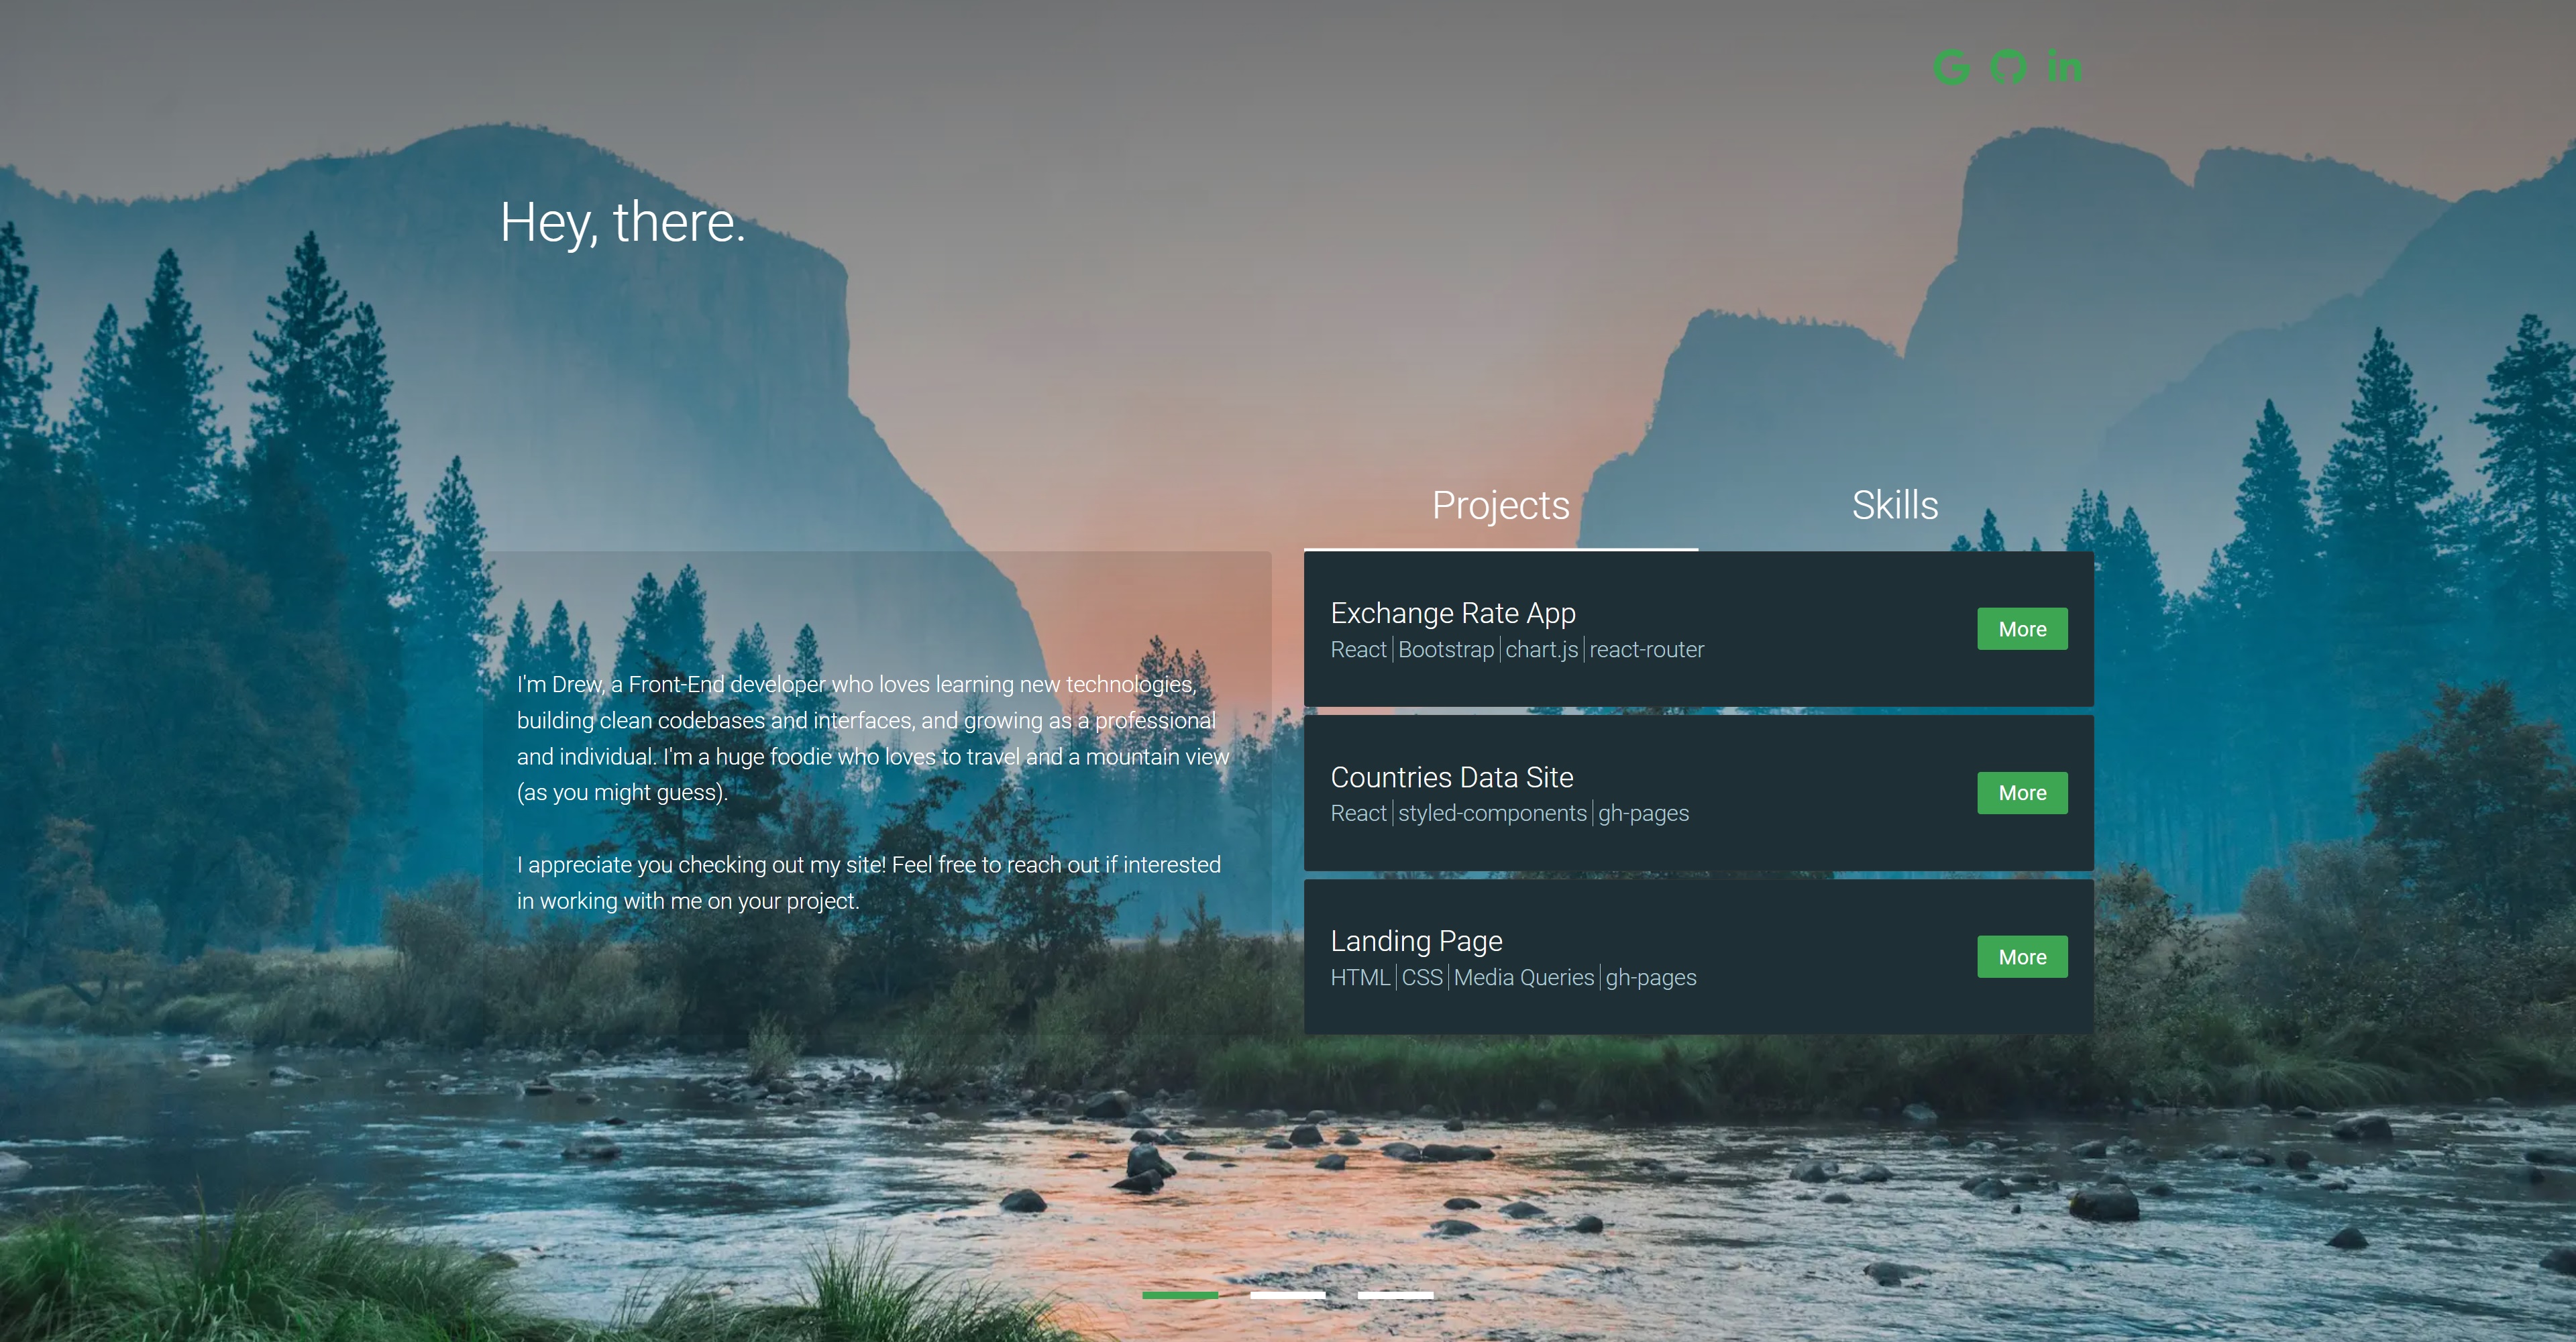 Hey, there.
Projects
Skills
I'm Drew, a Front-End developer who loves learning new technologies,
building clean codebases and interfaces, and growing as a professional
and individual. I'm a huge foodie who loves to travel and a mountain view
(as you might guess).
I appreciate you checking out my site! Feel free to reach out if interested
in working with me on your project.
Exchange Rate App
React | Bootstrap | chart.js | react-router
More
Countries Data Site
React | styled-components | gh-pages
More
Landing Page
HTML | CSS | Media Queries | gh-pages
More